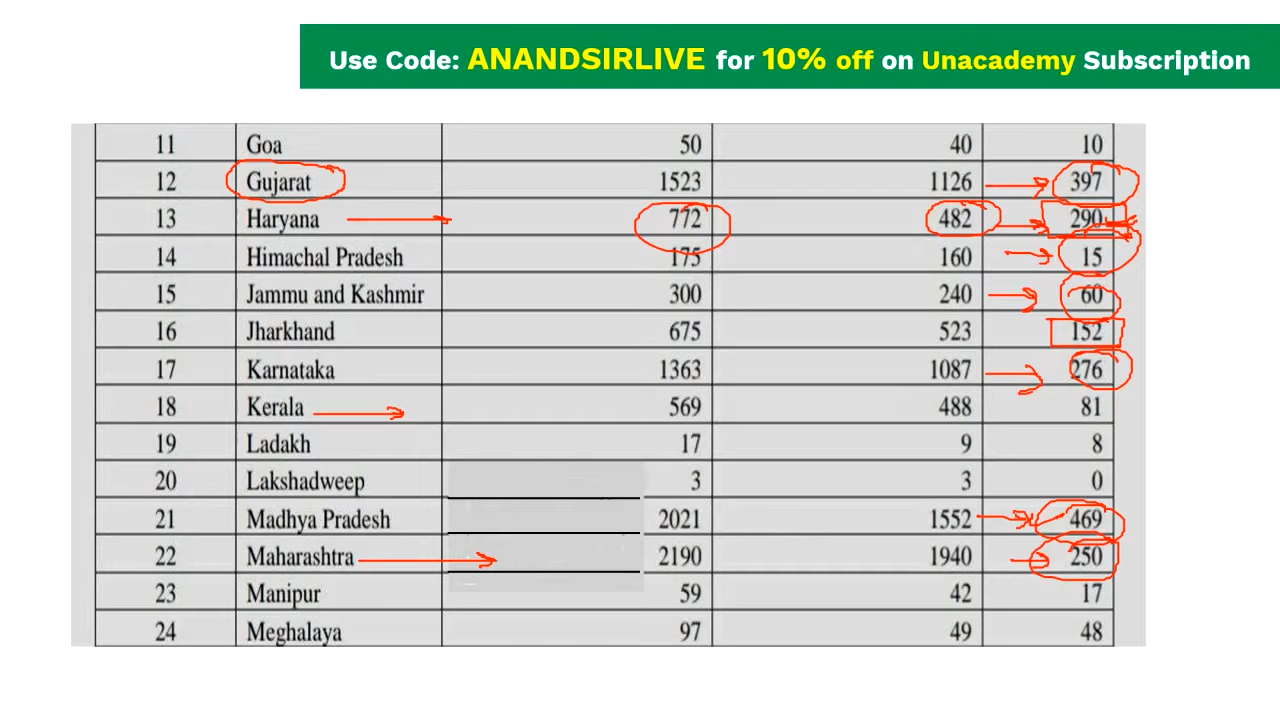 Use Code: ANANDSIRLIVE for 10% off on Unacademy Subscription
11 Goa 50 40 10
12 Gujarat 1523 1126 397
13 Haryana 772 482 290
14 Himachal Pradesh 175 160 15
15 Jammu and Kashmir 300 240 60
16 Jharkhand 675 523 152
17 Karnataka 1363 1087 276
18 Kerala 569 488 81
19 Ladakh 17 9 8
20 Lakshadweep 3 3 0
21 Madhya Pradesh 2021 1552 469
22 Maharashtra 2190 1940 250
23 Manipur 59 42 17
24 Meghalaya 97 49 48